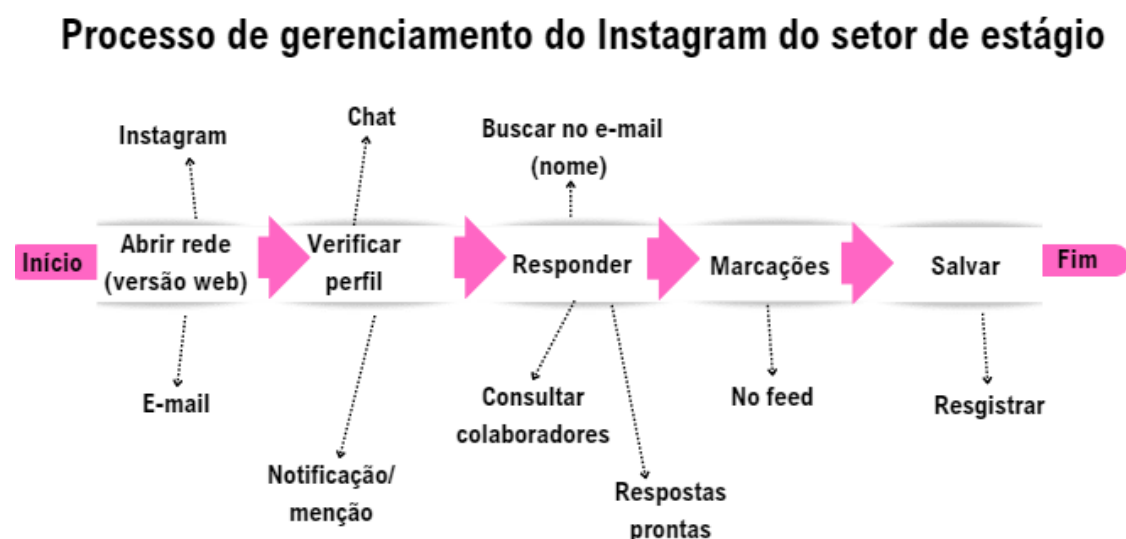 Processo de gerenciamento do Instagram do setor de estágio
Chat
Instagram
Buscar no e-mail
(nome)
Início
Abrir rede
(versão web)
Verificar
perfil
Responder
Marcações
Salvar
Fim
E-mail
Consultar
colaboradores
No feed
Resgistrar
Notificação/
menção
Respostas
prontas